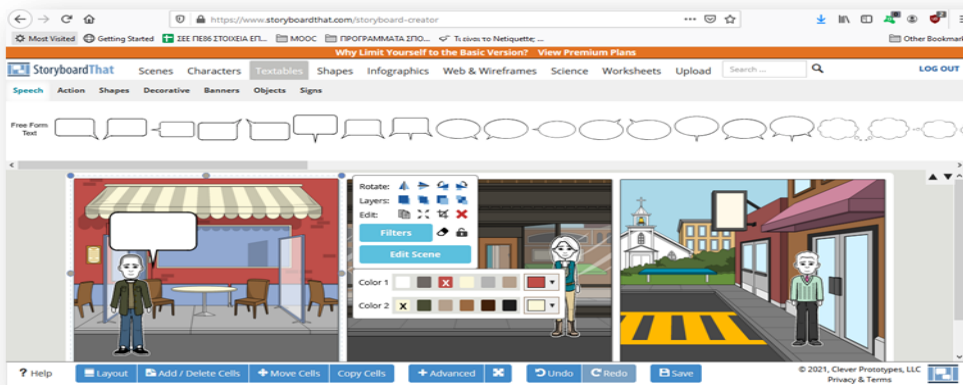 https://www.storyboardthat.com/storyboard-creator
Most Visited Getting Started ΣΕΕ ΠΕ86 ΣΤΟΙΧΕΙΑ ΕΠ... MOOC ΠΡΟΓΡΑΜΜΑΤΑ ΣΠΟ... Τι είναι το Netiquette; ... Other Bookmark
Why Limit Yourself to the Basic Version? View Premium Plans
StoryboardThat Scenes Characters Textables Shapes Infographics Web & Wireframes Science Worksheets Upload Search ... LOG OUT
Speech Action Shapes Decorative Banners Objects Signs
Free Form
Text
Rotate:
Layers:
Edit:
Filters
Edit Scene
Color 1 X
Color 2 X
© 2021, Clever Prototypes, LLC
? Help Layout Add / Delete Cells Move Cells Copy Cells Advanced Undo Redo Save
Privacy & Terms